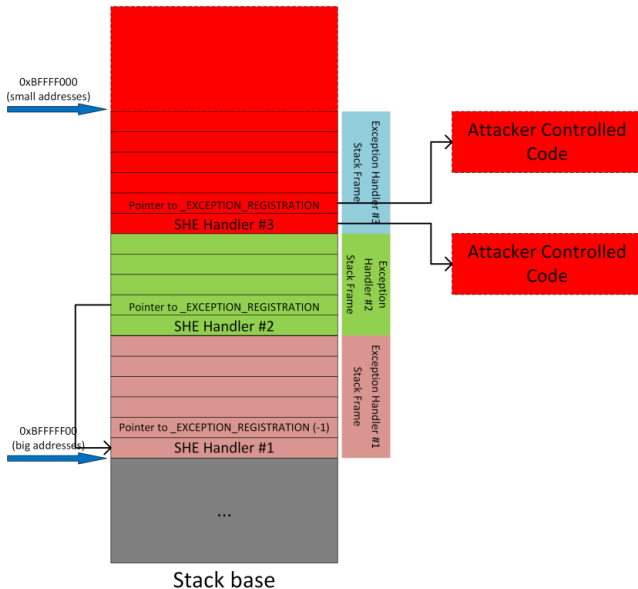 0xBFFFF000
(small addresses)
Pointer to _EXCEPTION_REGISTRATION
SHE Handler #3
Exception Handler #3
Stack Frame
Attacker Controlled
Code
Attacker Controlled
Code
Pointer to _EXCEPTION_REGISTRATION
SHE Handler #2
Exception
Handler #2
Stack Frame
Pointer to _EXCEPTION_REGISTRATION (-1)
SHE Handler #1
Exception Handler #1
Stack Frame
0xBFFFFF00
(big addresses)
...
Stack base